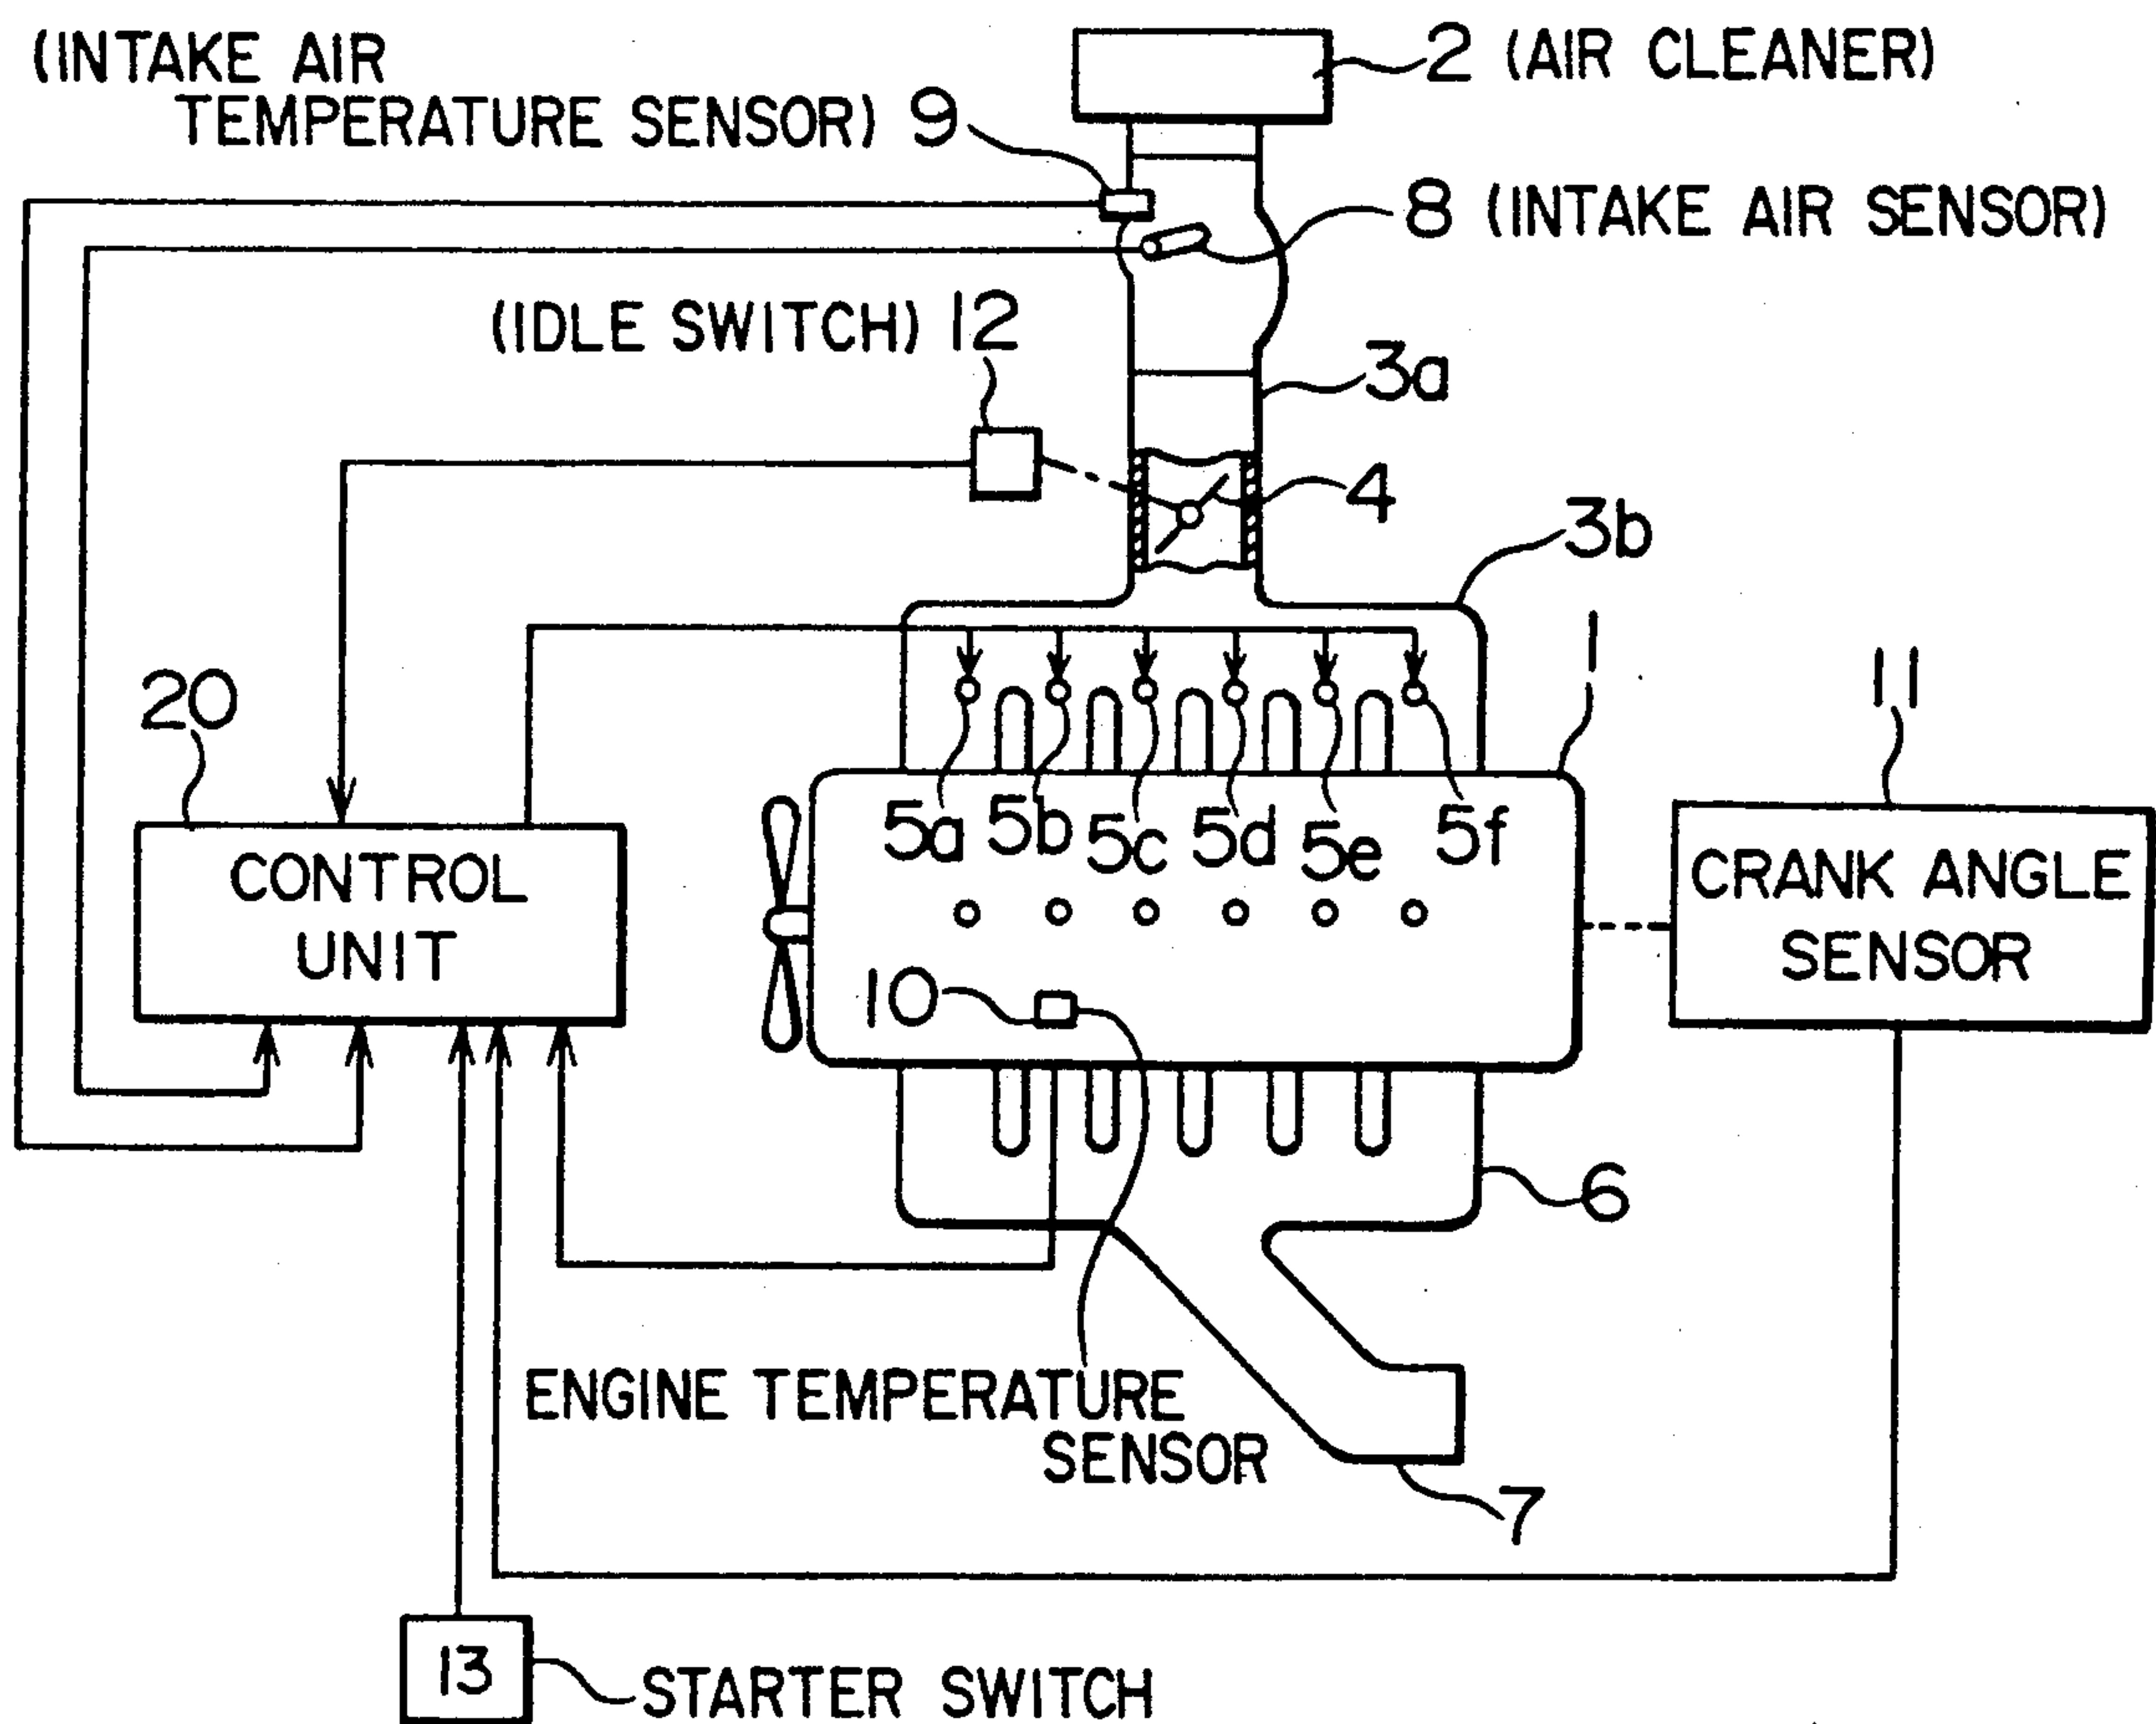 (INTAKE AIR
TEMPERATURE SENSOR) 9
2 (AIR CLEANER)
8 (INTAKE AIR SENSOR)
(IDLE SWITCH) 12
3a
4
3b
1
11
20
5a 5b 5c 5d 5e 5f
CONTROL
UNIT
CRANK ANGLE
SENSOR
10
6
ENGINE TEMPERATURE
SENSOR
7
13
STARTER SWITCH